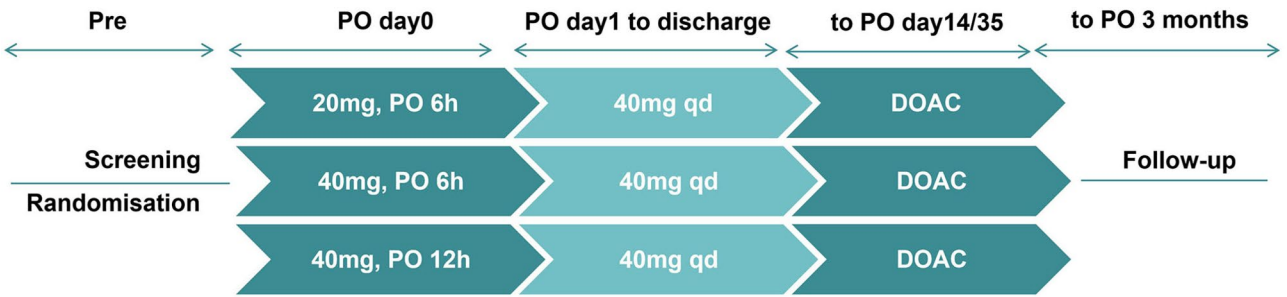 Pre PO day0 PO day1 to discharge to PO day14/35 to PO 3 months
20mg, PO 6h 40mg qd DOAC
Screening
Randomisation
40mg, PO 6h 40mg qd DOAC
Follow-up
40mg, PO 12h 40mg qd DOAC